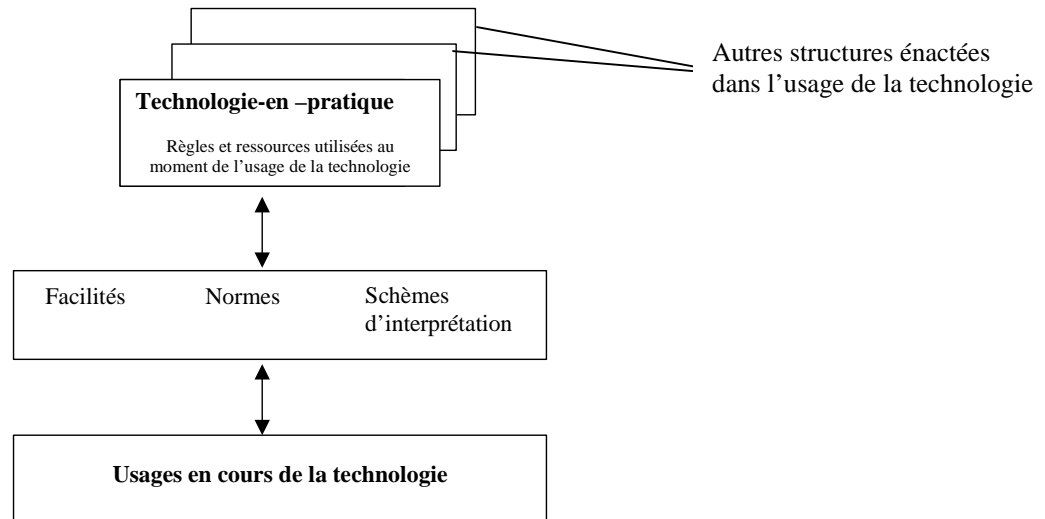 Autres structures énactées
dans l’usage de la technologie
Technologie-en –pratique
Règles et ressources utilisées au
moment de l’usage de la technologie
Facilités
Normes
Schèmes
d’interprétation
Usages en cours de la technologie